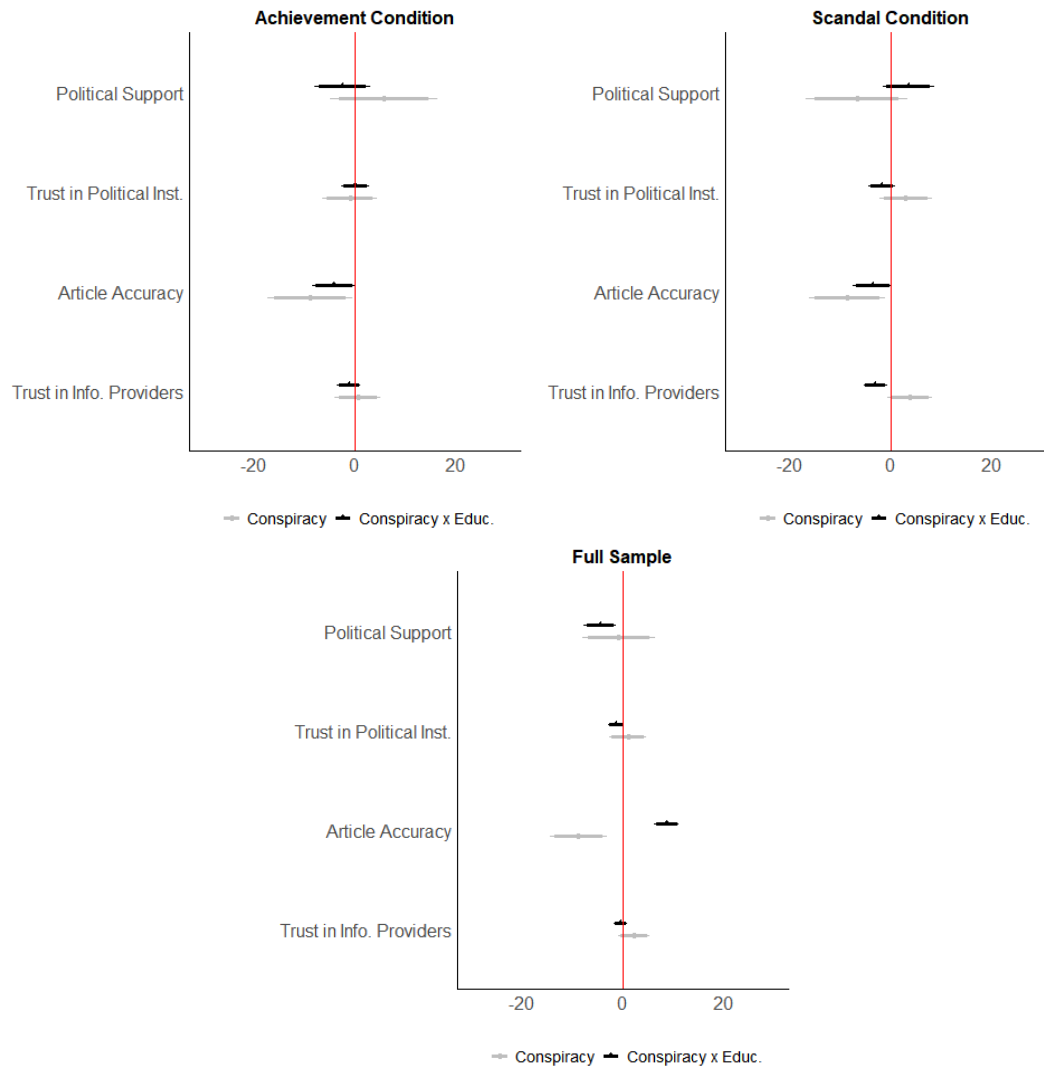 Achievement Condition
Political Support
Trust in Political Inst.
Article Accuracy
Trust in Info. Providers
-20 0 20
Conspiracy Conspiracy x Educ.
Scandal Condition
Political Support
Trust in Political Inst.
Article Accuracy
Trust in Info. Providers
-20 0 20
Conspiracy Conspiracy x Educ.
Full Sample
Political Support
Trust in Political Inst.
Article Accuracy
Trust in Info. Providers
-20 0 20
Conspiracy Conspiracy x Educ.